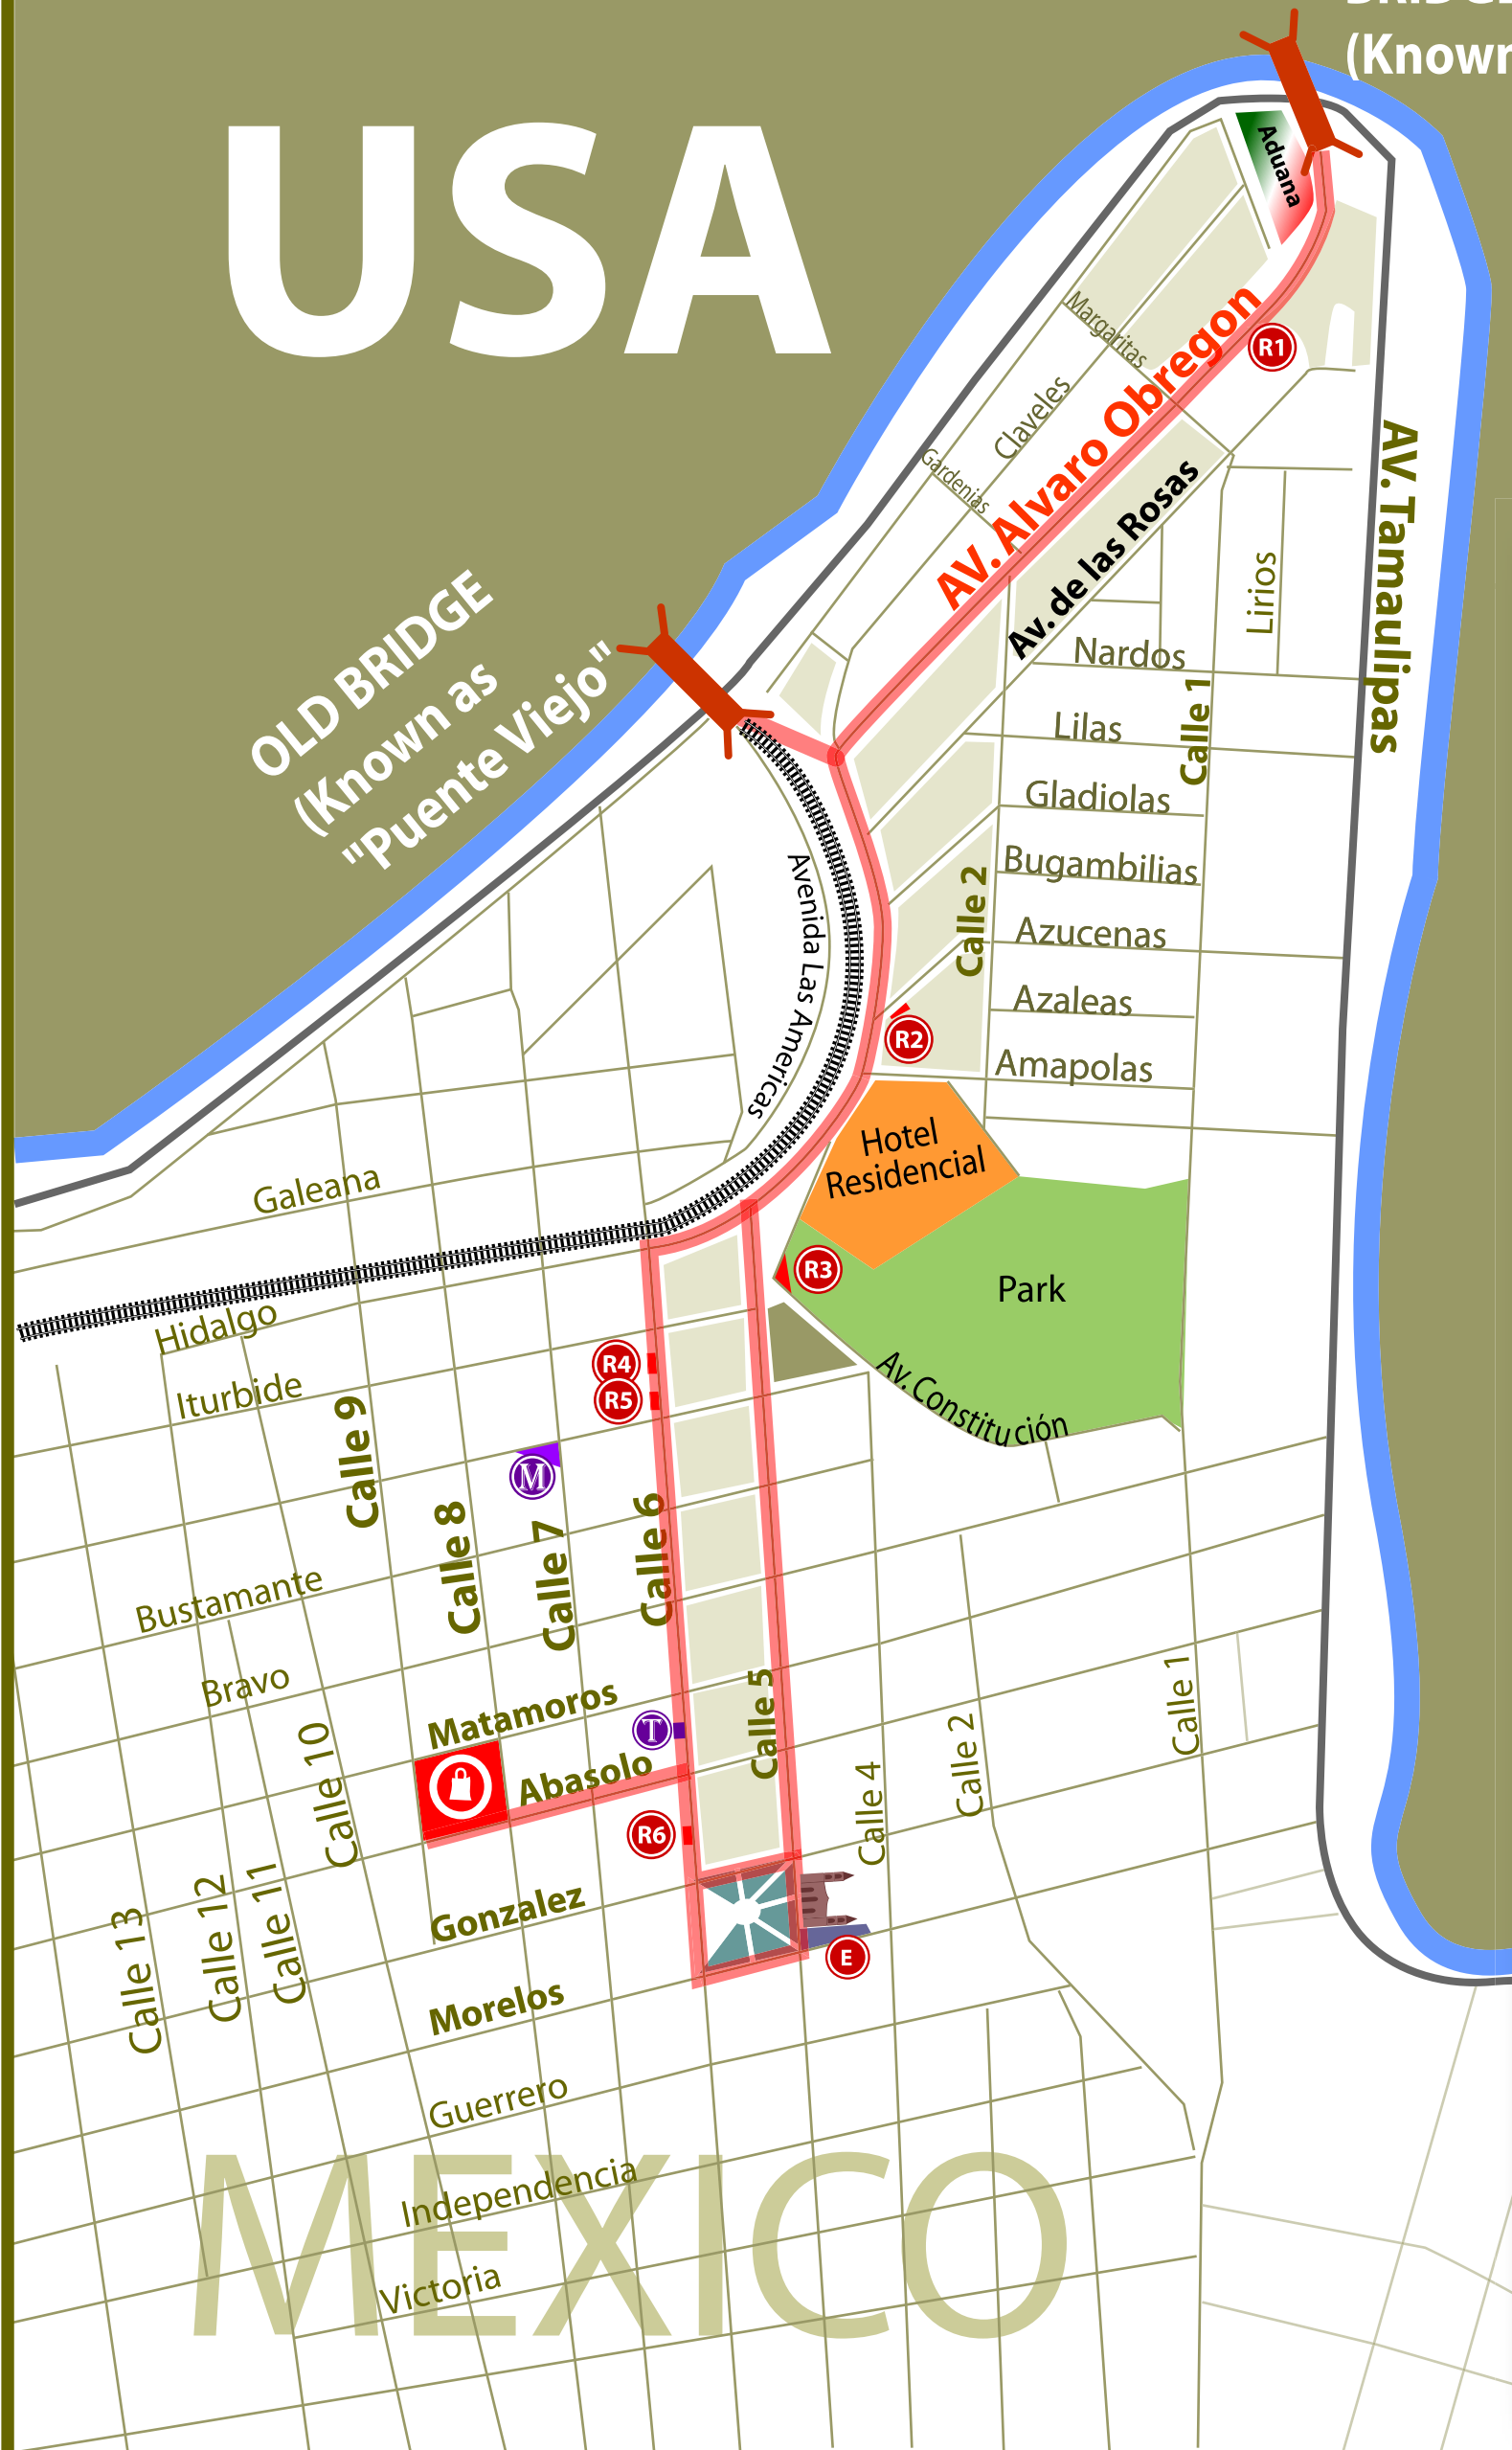 (Known
USA
Aduana
R1
Margaritas
Claveles
Gardenias
AV. Alvaro Obregon
Av. de las Rosas
AV. Tamaulipas
Lirios
OLD BRIDGE
(Known as
"Puente Viejo"
Nardos
Calle 1
Lilas
Gladiolas
Bugambilias
Calle 2
Azucenas
Azaleas
Amapolas
Avenida Las Americas
R2
Hotel
Residencial
Galeana
R3
Park
Hidalgo
Iturbide
R4
R5
Av. Constitución
Calle 9
M
Calle 8
Calle 7
Calle 6
Bustamante
Bravo
Matamoros
T
Calle 5
Abasolo
R6
Calle 10
Calle 4
Calle 2
Calle 1
Calle 13
Calle 12
Calle 11
Gonzalez
E
Morelos
Guerrero
MEXICO
Independencia
Victoria